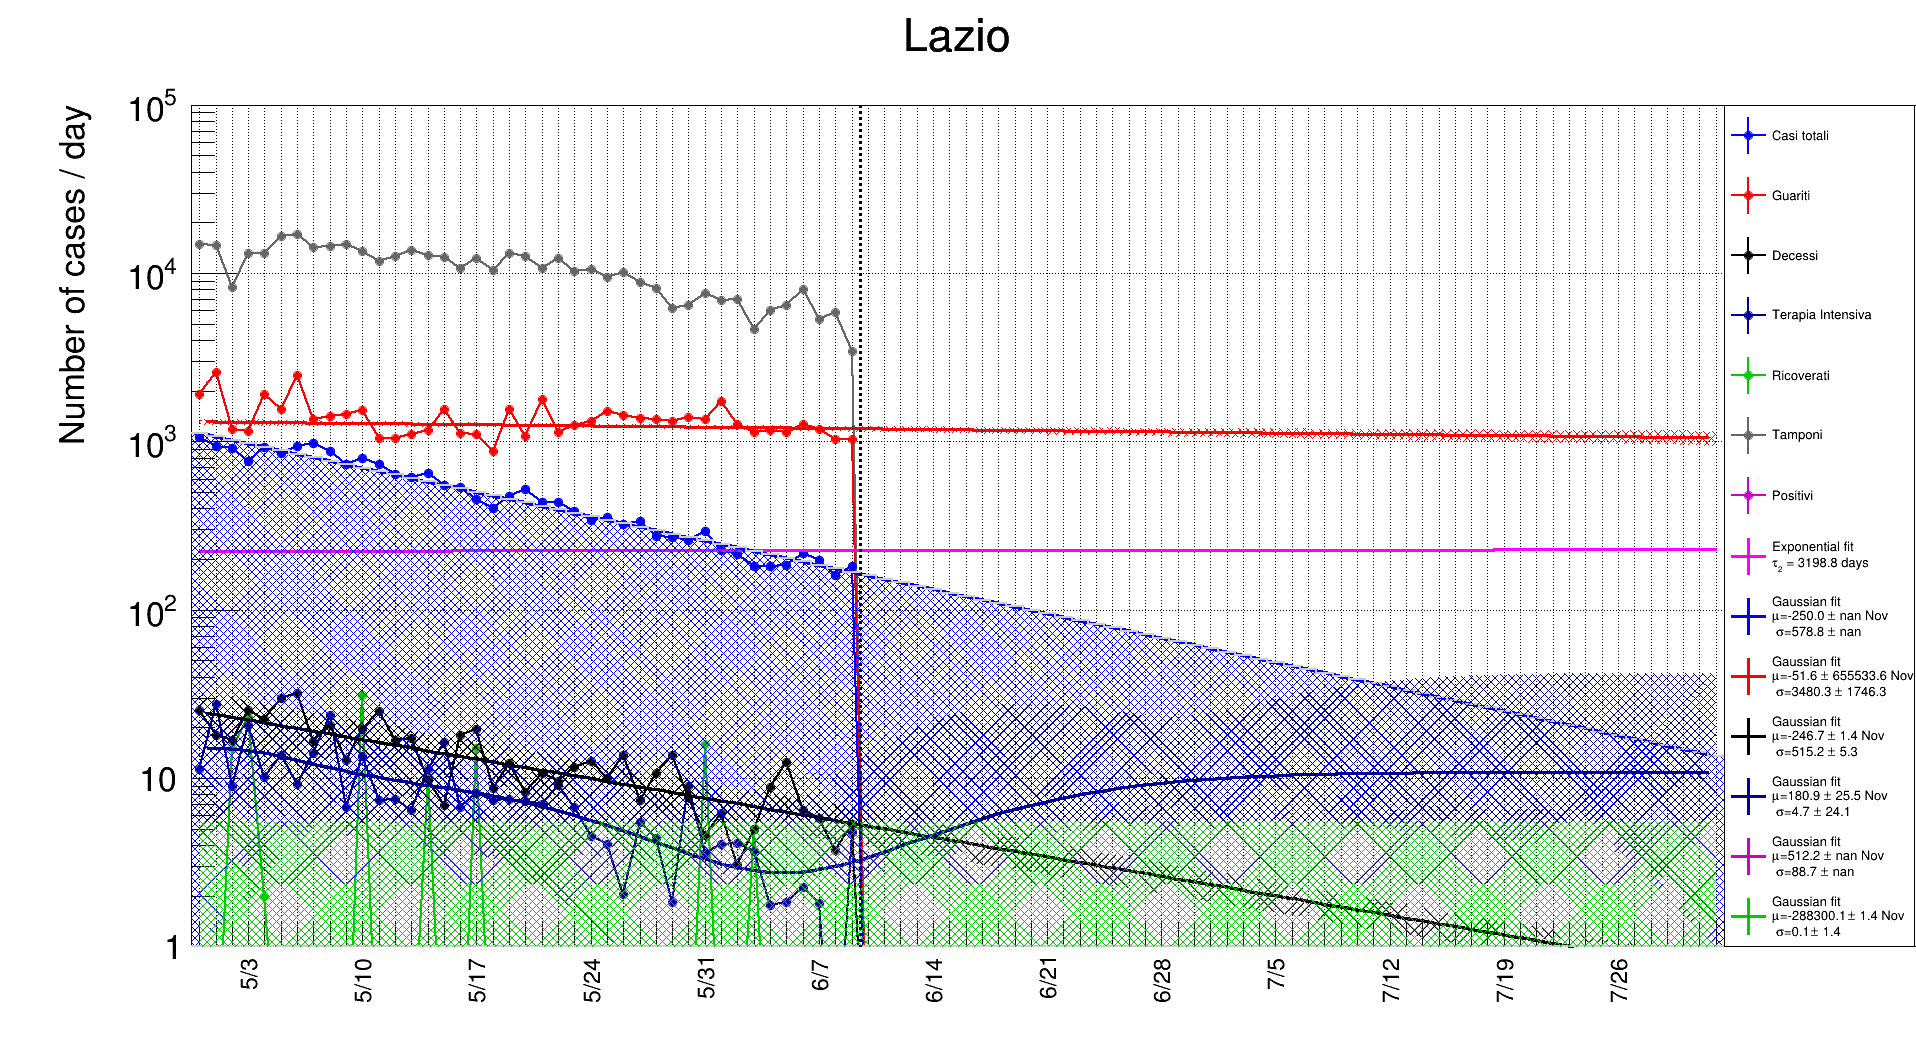 Lazio
Number of cases / day
10^5
10^4
10^3
10^2
10
1
5/3
5/10
5/17
5/24
5/31
6/7
6/14
6/21
6/28
7/5
7/12
7/19
7/26
Casi totali
Guariti
Decessi
Terapia Intensiva
Ricoverati
Tamponi
Positivi
Exponential fit
τ₂ = 3198.8 days
Gaussian fit
μ=-250.0 ± nan Nov
σ=578.8 ± nan
Gaussian fit
μ=-51.6 ± 655533.6 Nov
σ=3480.3 ± 1746.3
Gaussian fit
μ=-246.7 ± 1.4 Nov
σ=515.2 ± 5.3
Gaussian fit
μ=180.9 ± 25.5 Nov
σ=4.7 ± 24.1
Gaussian fit
μ=512.2 ± nan Nov
σ=88.7 ± nan
Gaussian fit
μ=-288300.1 ± 1.4 Nov
σ=0.1 ± 1.4